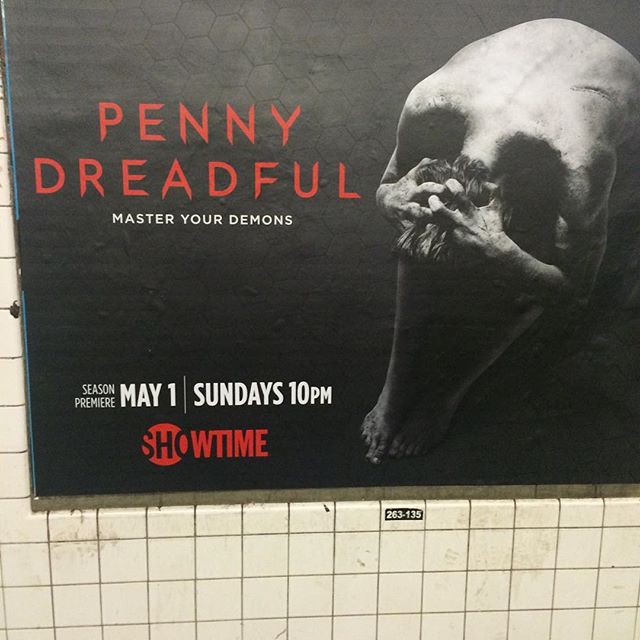 PENNY
DREADFUL
MASTER YOUR DEMONS
SEASON PREMIERE MAY 1 | SUNDAYS 10PM
SHOWTIME
263-135